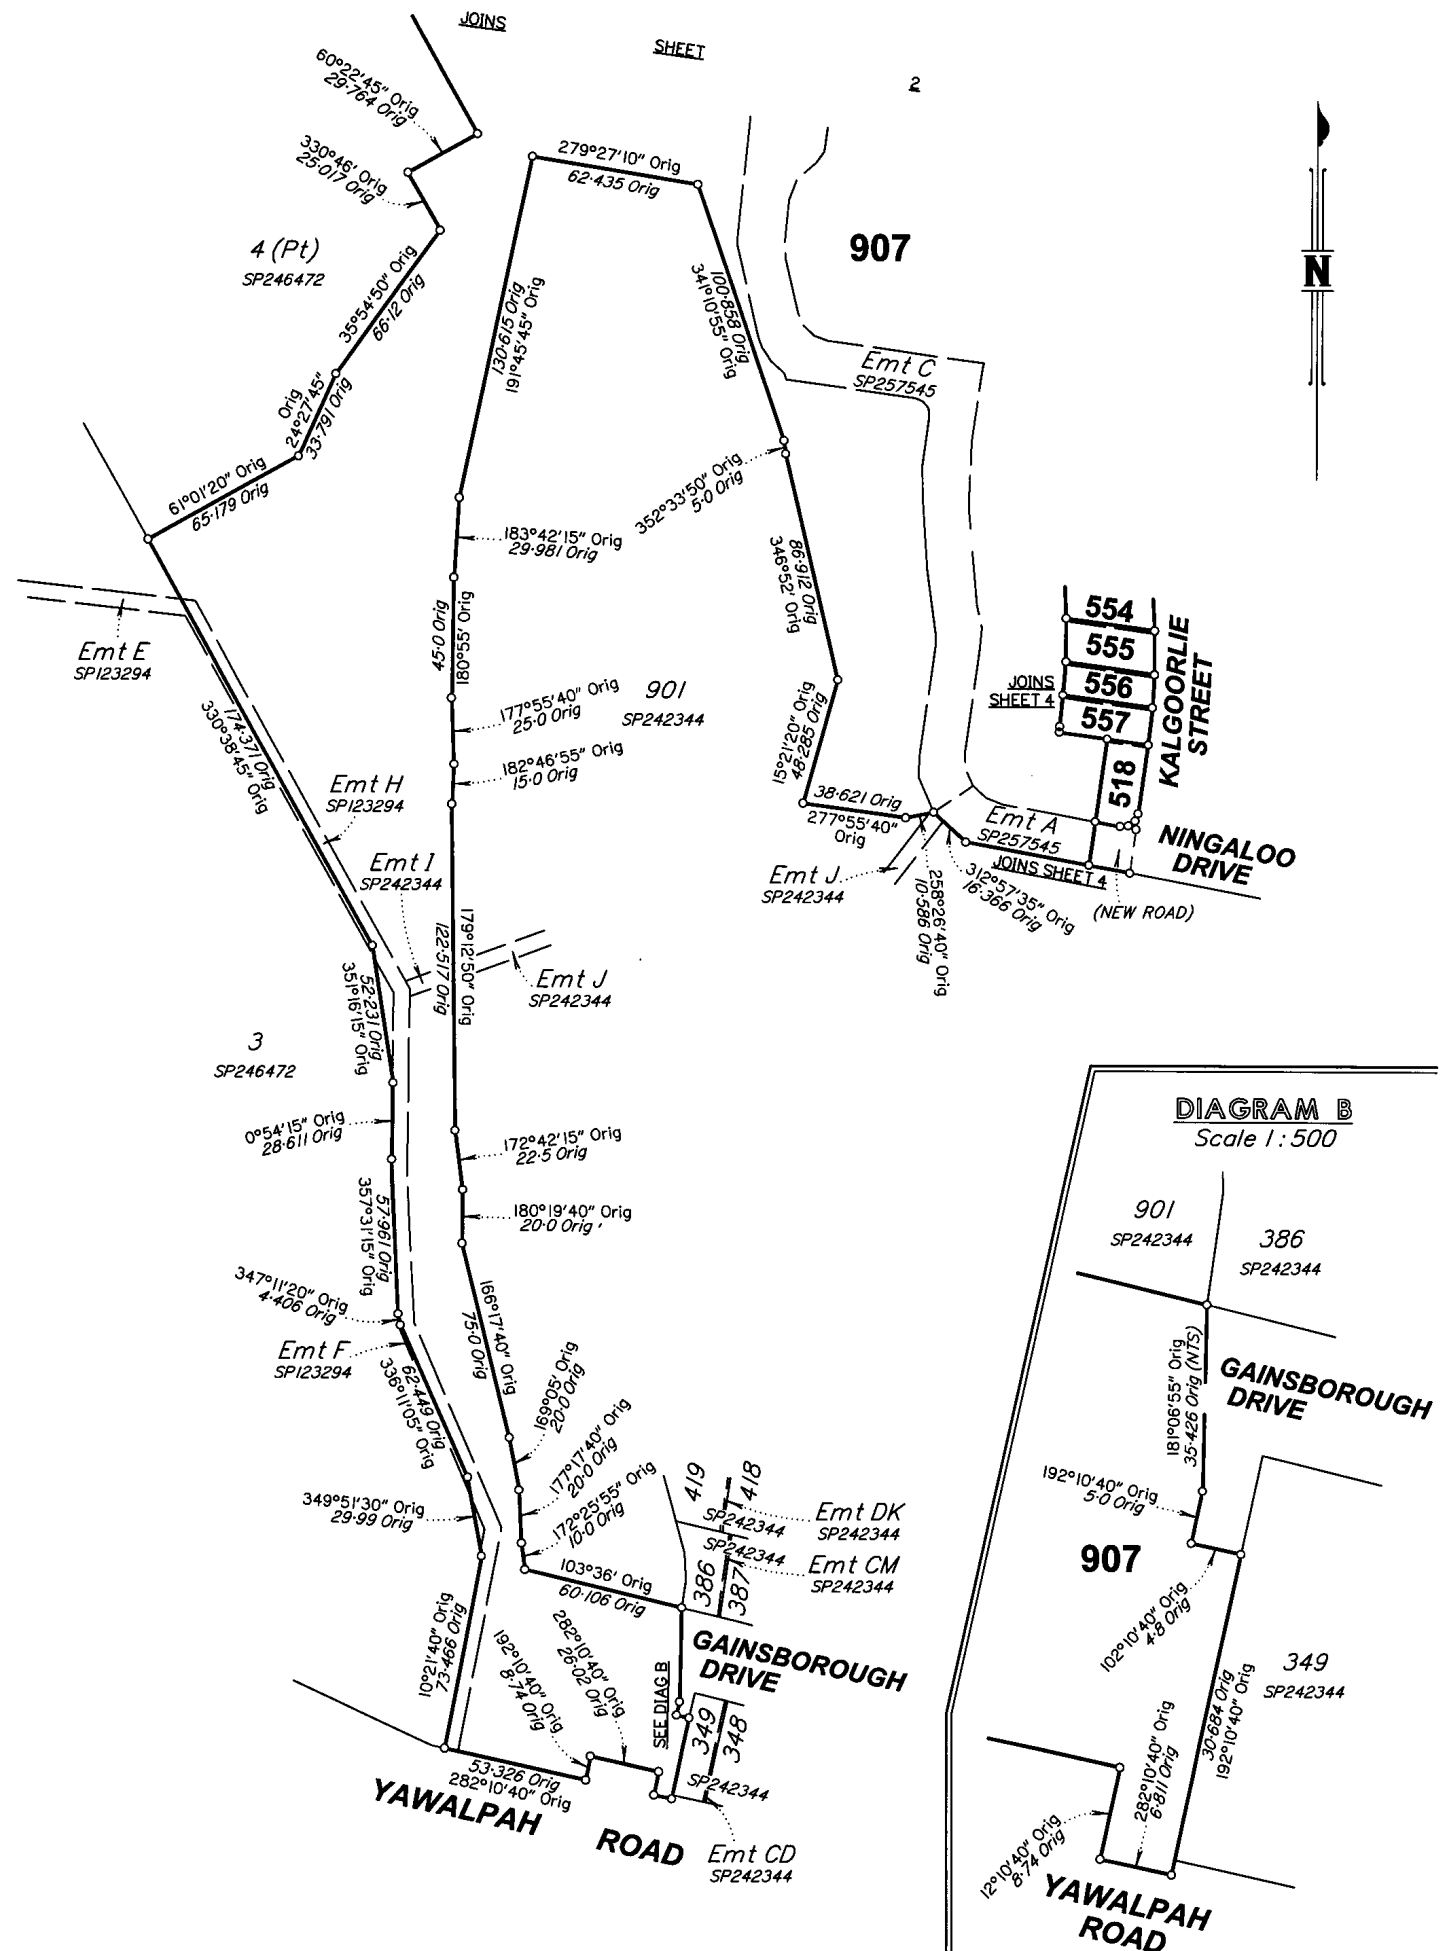 JOINS
SHEET
2
60°22'45" Orig
29·764 Orig
330°46' Orig
25·017 Orig
279°27'10" Orig
62·435 Orig
907
4 (Pt)
SP246472
N
35°54'50" Orig
66·12 Orig
130·615 Orig
191°45'45" Orig
100·858 Orig
341°10'55" Orig
Emt C
SP257545
24°27'45"
Orig
33·791 Orig
61°01'20" Orig
65·179 Orig
352°33'50" Orig
5·0 Orig
183°42'15" Orig
29·981 Orig
86·912 Orig
346°52' Orig
45·0 Orig
180°55' Orig
Emt E
SP123294
554
555
556
557
518
JOINS
SHEET 4
KALGOORLIE
STREET
177°55'40" Orig
25·0 Orig
901
SP242344
182°46'55" Orig
15·0 Orig
15°21'20" Orig
48·285 Orig
174·371 Orig
330°38'45" Orig
Emt H
SP123294
38·621 Orig
277°55'40"
Orig
Emt A
SP257545
JOINS SHEET 4
NINGALOO
DRIVE
Emt I
SP242344
Emt J
SP242344
258°26'40" Orig
10·586 Orig
312°57'35" Orig
16·366 Orig
(NEW ROAD)
179°12'50" Orig
122·517 Orig
Emt J
SP242344
52·231 Orig
351°16'15" Orig
3
SP246472
0°54'15" Orig
28·611 Orig
172°42'15" Orig
22·5 Orig
57·961 Orig
357°31'15" Orig
180°19'40" Orig
20·0 Orig
347°11'20" Orig
4·406 Orig
166°17'40" Orig
75·0 Orig
Emt F
SP123294
62·449 Orig
336°11'05" Orig
169°05' Orig
20·0 Orig
177°17'40" Orig
20·0 Orig
172°25'55" Orig
10·0 Orig
349°51'30" Orig
29·99 Orig
419
418
SP242344
Emt DK
SP242344
SP242344
386
387
Emt CM
SP242344
103°36' Orig
60·106 Orig
10°21'40" Orig
73·466 Orig
192°10'40" Orig
8·74 Orig
282°10'40" Orig
26·02 Orig
GAINSBOROUGH
DRIVE
SEE DIAG B
349
348
SP242344
53·326 Orig
282°10'40" Orig
YAWALPAH
ROAD
Emt CD
SP242344
DIAGRAM B
Scale 1:500
901
SP242344
386
SP242344
181°06'55" Orig
35·426 Orig (NTS)
GAINSBOROUGH
DRIVE
192°10'40" Orig
5·0 Orig
907
102°10'40" Orig
4·8 Orig
349
SP242344
30·684 Orig
192°10'40" Orig
282°10'40" Orig
6·811 Orig
12°10'40" Orig
8·74 Orig
YAWALPAH
ROAD